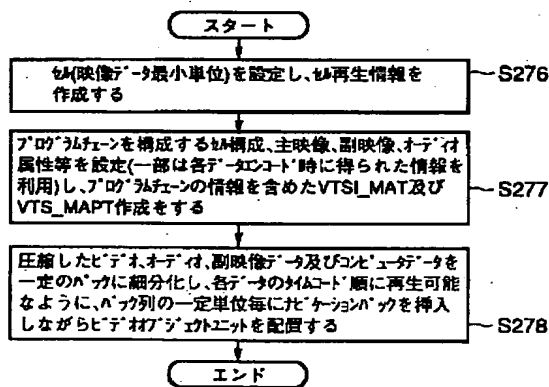 スタート
セル(映像データ最小単位)を設定し、セル再生情報を
作成する
S276
プログラムチェーンを構成するセル構成、主映像、副映像、オーディオ
属性等を設定(一部は各データエンコード時に得られた情報を
利用)し、プログラムチェーンの情報を含めたVTSI_MAT及び
VTS_MAPT作成をする
S277
圧縮したビデオ、オーディオ、副映像データ及びコンピュータデータを
一定のパックに細分化し、各データのタイムコード順に再生可能
なように、パック列の一定単位毎にナビゲーションパックを挿入
しながらビデオオブジェクトユニットを配置する
S278
エンド